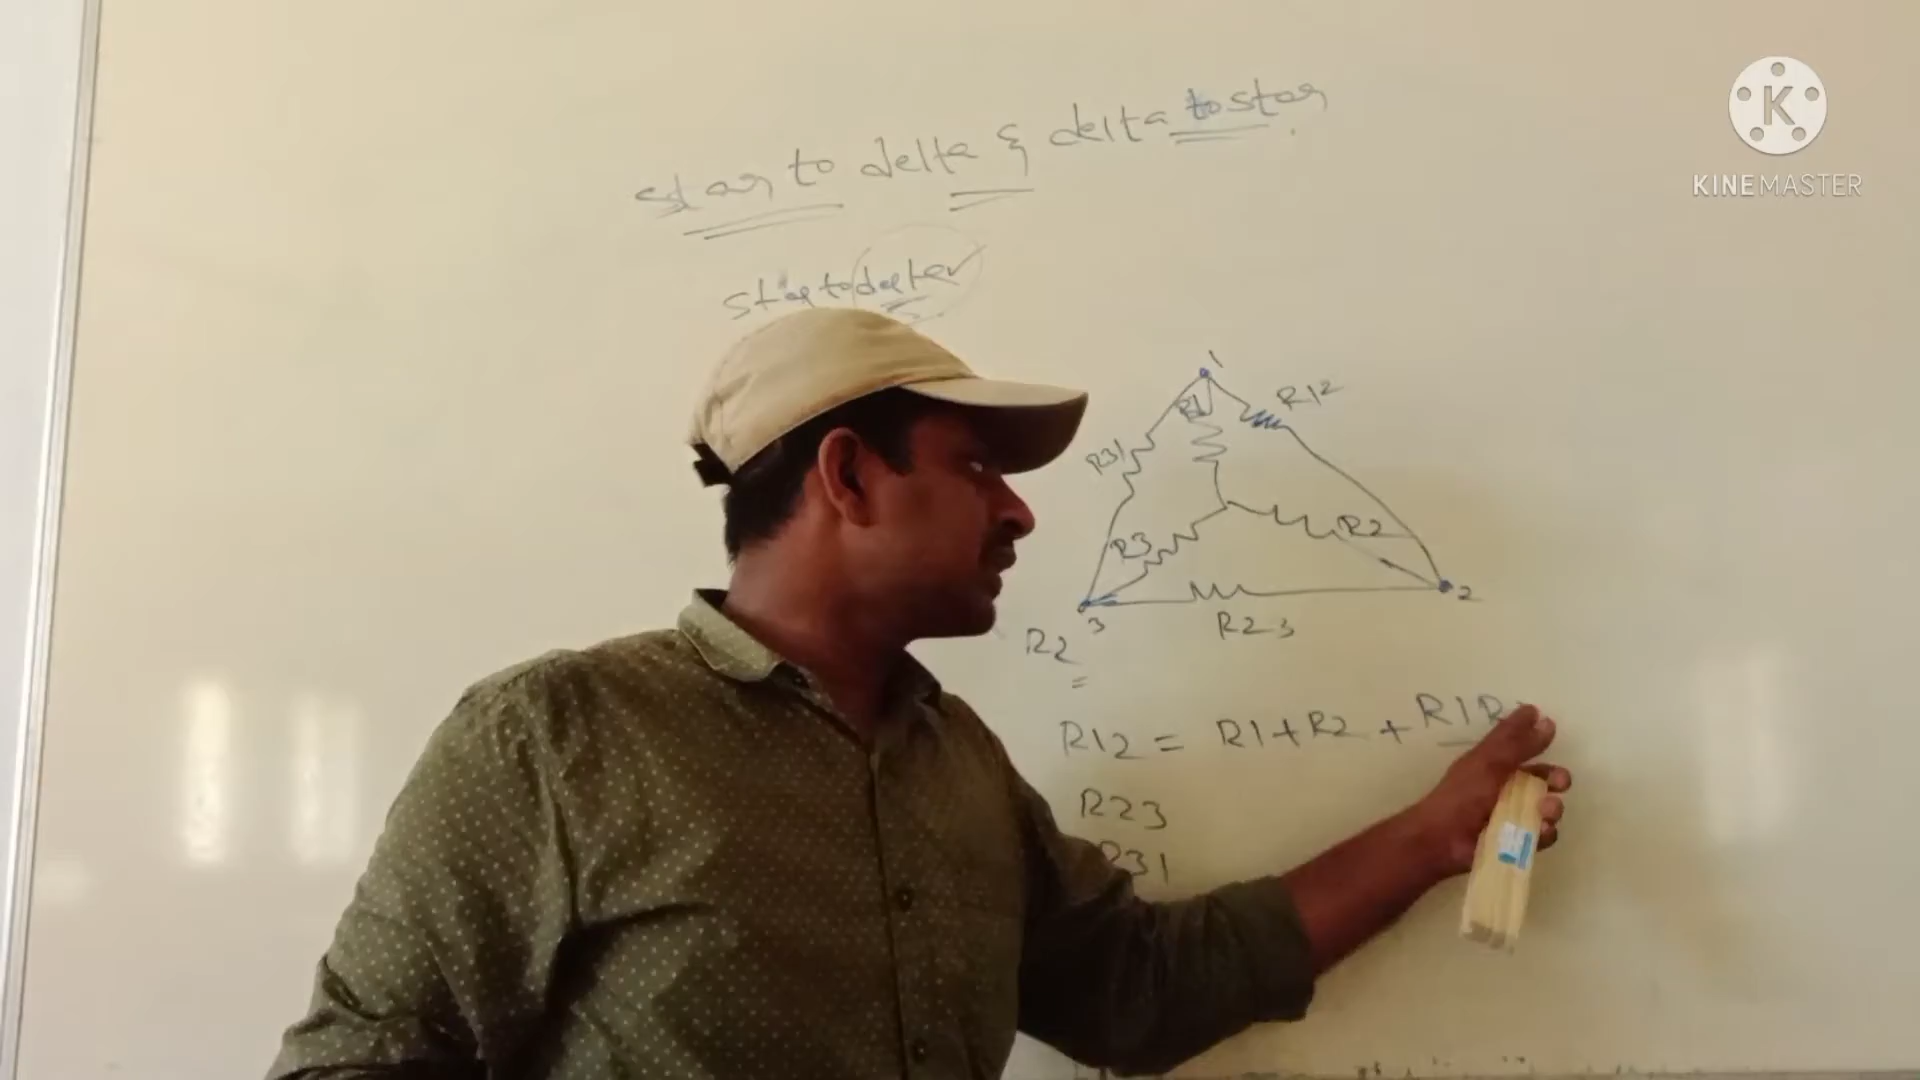 star to delta & delta to star
star to delta
1
R12
R1
R31
R2
R3
2
3
R23
R2
=
R12 = R1+R2 + R1R
R23
R31
K
KINEMASTER